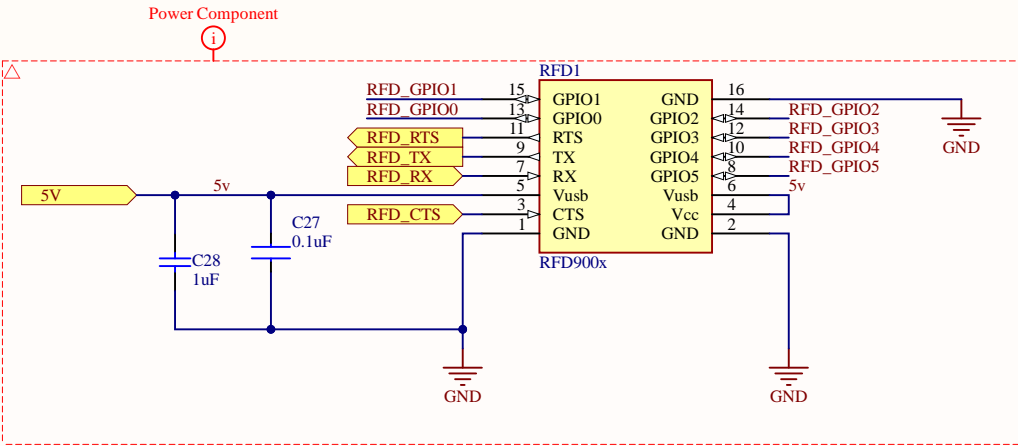 Power Component
i
RFD1
RFD_GPIO1 15 GPIO1 GND 16
RFD_GPIO0 13 GPIO0 GPIO2 14 RFD_GPIO2
RFD_RTS 11 RTS GPIO3 12 RFD_GPIO3
RFD_TX 9 TX GPIO4 10 RFD_GPIO4
RFD_RX 7 RX GPIO5 8 RFD_GPIO5
5V 5v 5 Vusb Vusb 6 5v
RFD_CTS 3 CTS Vcc 4
1 GND GND 2
RFD900x
GND
C27
0.1uF
C28
1uF
GND
GND